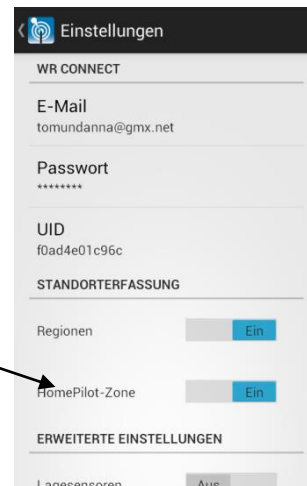 Einstellungen
WR CONNECT
E-Mail
tomundanna@gmx.net
Passwort
********
UID
f0ad4e01c96c
STANDORTERFASSUNG
Regionen Ein
HomePilot-Zone Ein
ERWEITERTE EINSTELLUNGEN
Lagesensoren Aus